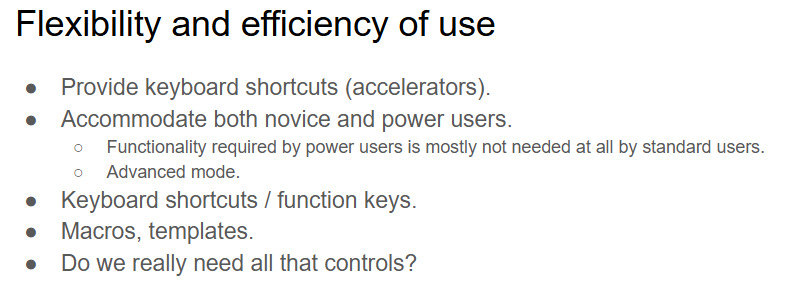 Flexibility and efficiency of use
● Provide keyboard shortcuts (accelerators).
● Accommodate both novice and power users.
○ Functionality required by power users is mostly not needed at all by standard users.
○ Advanced mode.
● Keyboard shortcuts / function keys.
● Macros, templates.
● Do we really need all that controls?